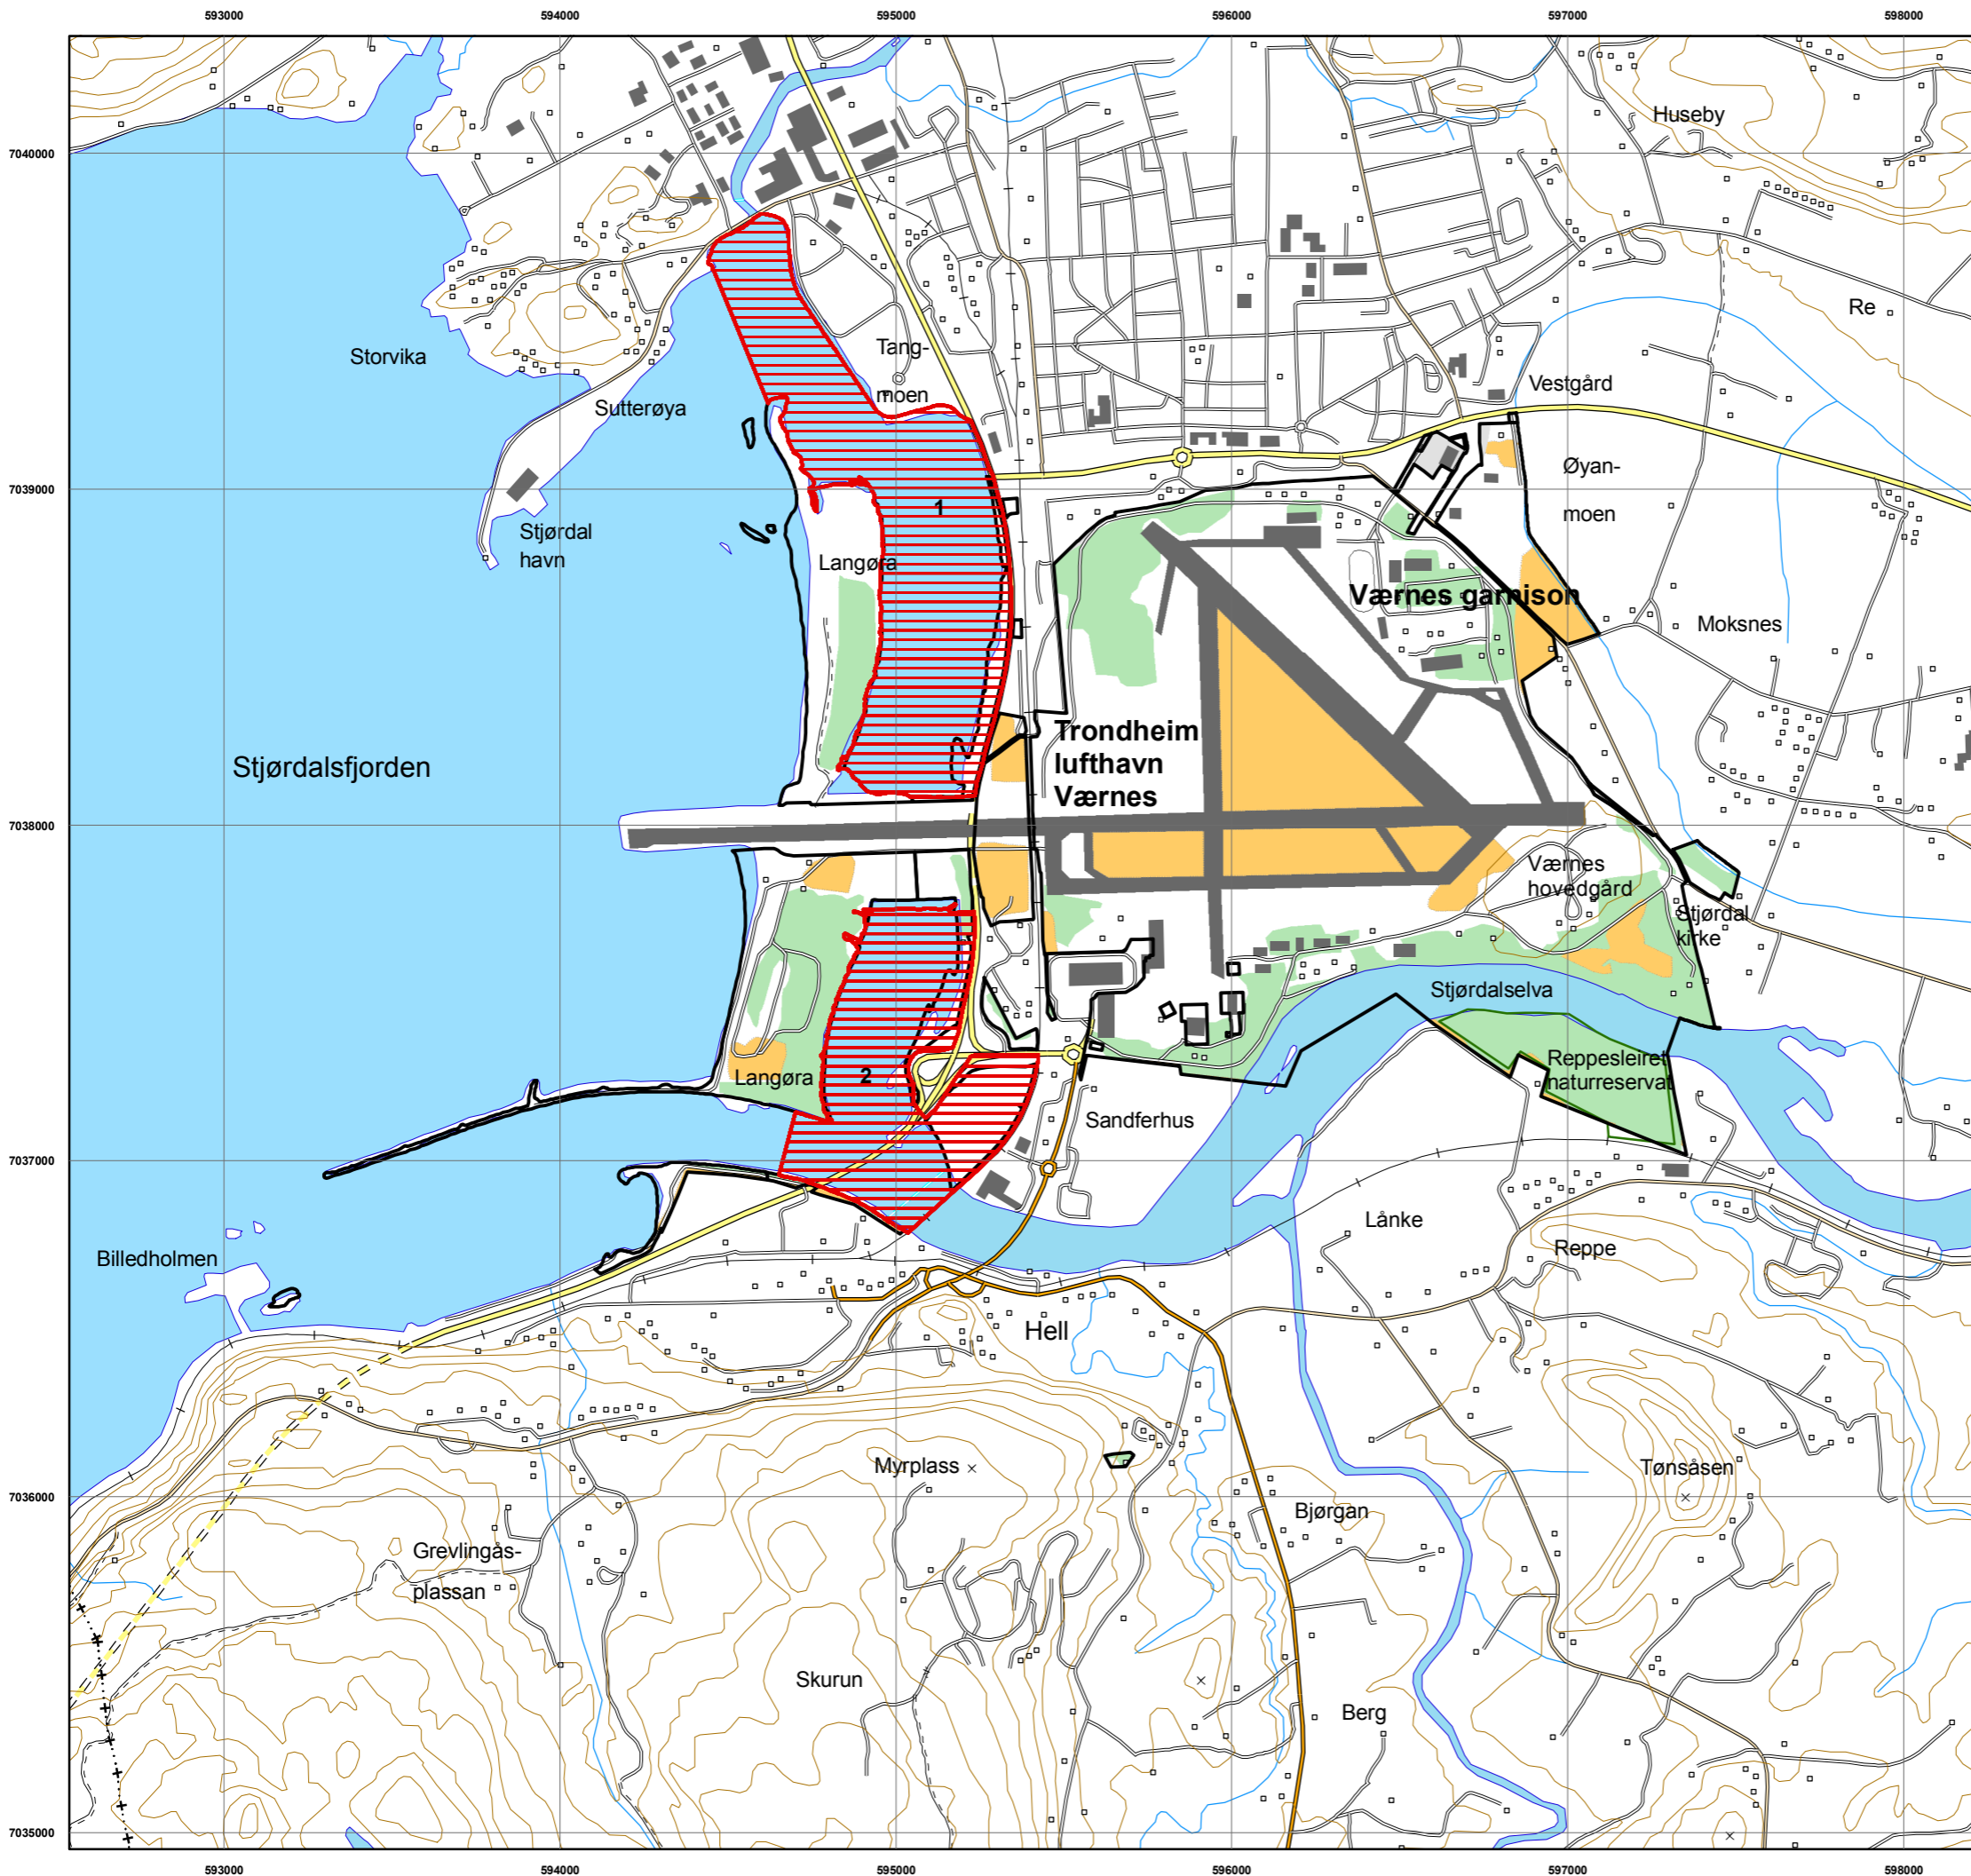 593000
594000
595000
596000
597000
598000
7040000
Huseby
Re
Storvika
Tang-
moen
Sutterøya
Vestgård
7039000
1
Øyan-
moen
Stjørdal
havn
Langøra
Værnes garnison
Moksnes
Trondheim
lufthavn
Værnes
Stjørdalsfjorden
7038000
Værnes
hovedgård
Stjørdal
kirke
Stjørdalselva
Langøra
2
Reppesleiret
naturreservat
Sandferhus
7037000
Lånke
Reppe
Billedholmen
Hell
Myrplass
Tønsåsen
7036000
Bjørgan
Grevlingås-
plassan
Skurun
Berg
7035000
593000
594000
595000
596000
597000
598000